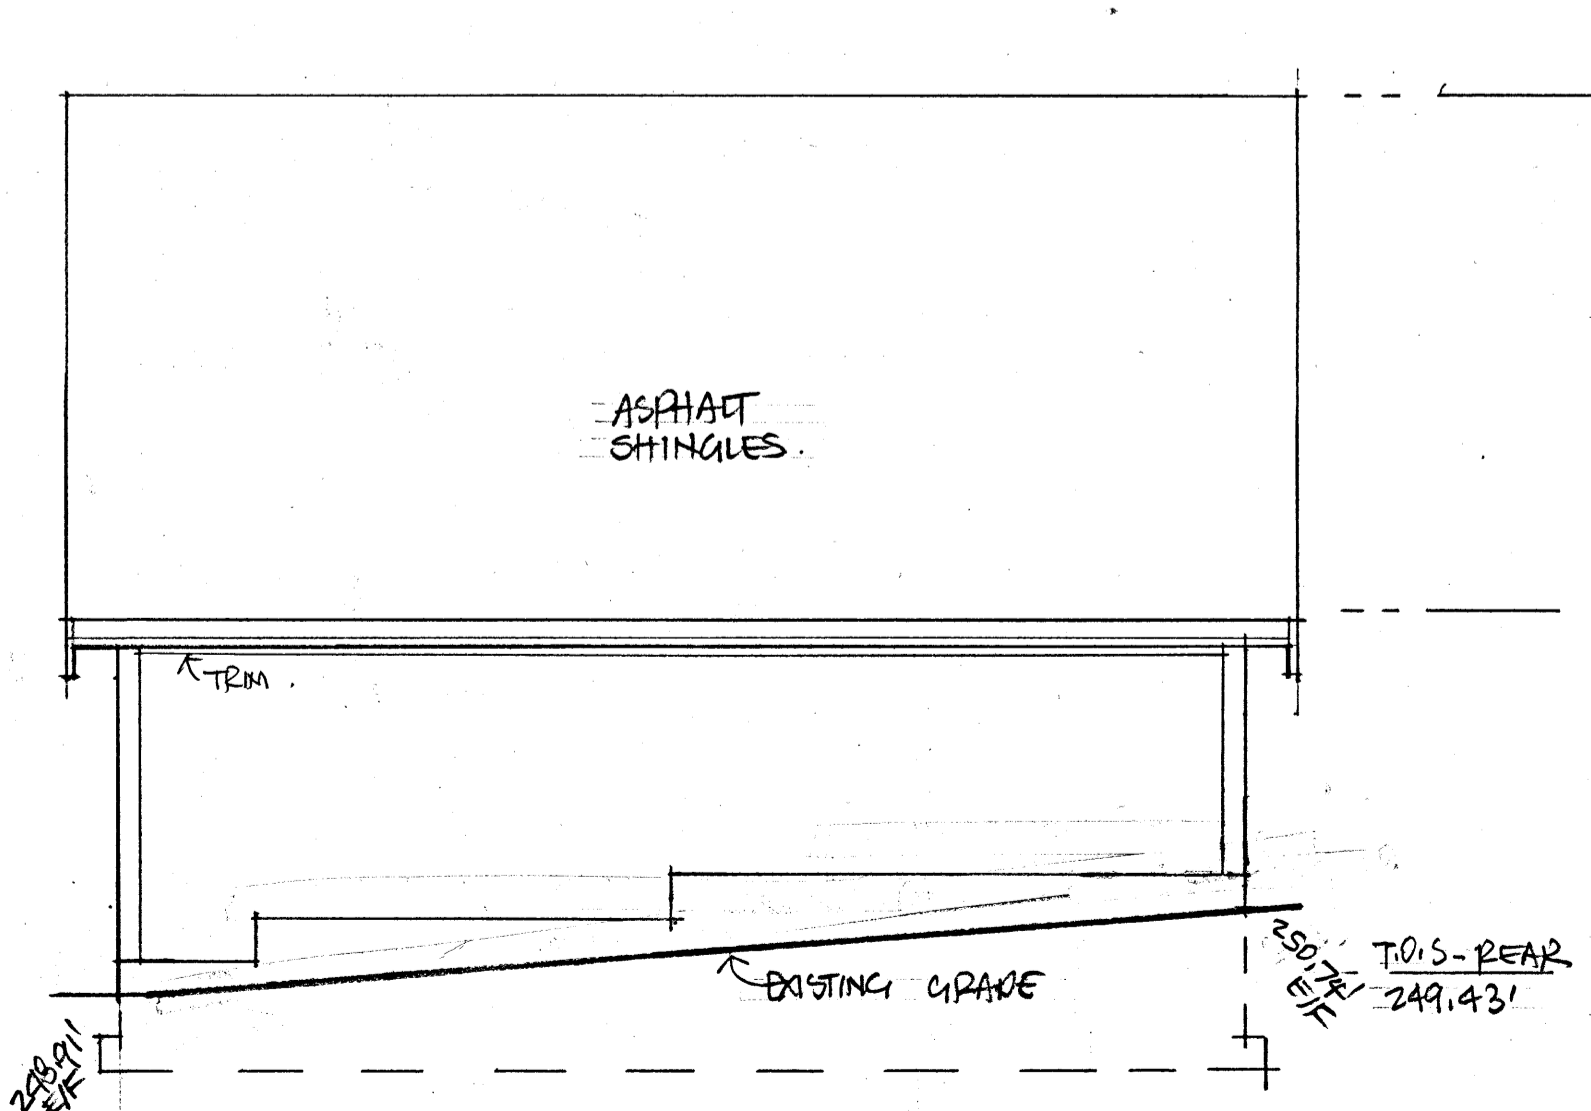 ASPHALT
SHINGLES.
TRIM.
EXISTING GRADE
250.74'
E/F
T.O.S - REAR
249.43'
248.91'
E/F